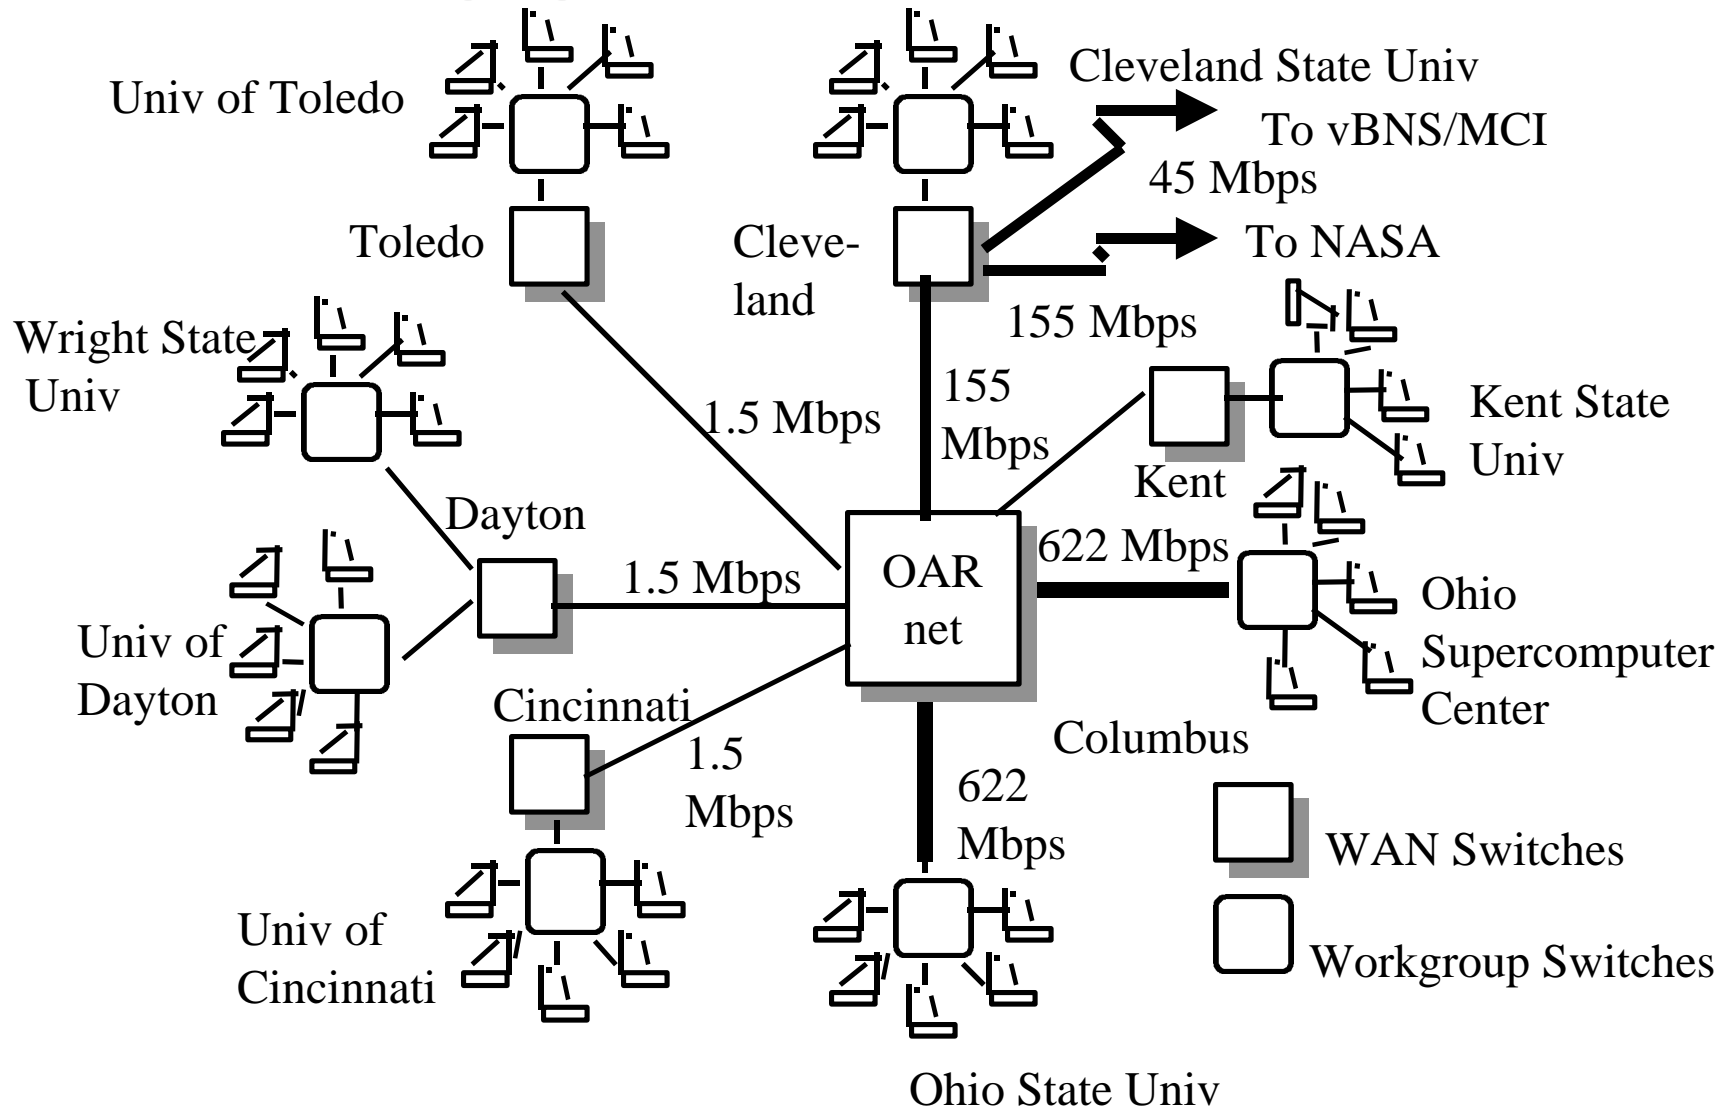 Univ of Toledo
Cleveland State Univ
To vBNS/MCI
45 Mbps
Toledo
Cleve-
land
To NASA
155 Mbps
Wright State
Univ
1.5 Mbps
155
Mbps
Kent State
Univ
Kent
Dayton
1.5 Mbps
OAR
net
622 Mbps
Ohio
Supercomputer
Center
Univ of
Dayton
Cincinnati
1.5
Mbps
Columbus
622
Mbps
WAN Switches
Univ of
Cincinnati
Workgroup Switches
Ohio State Univ